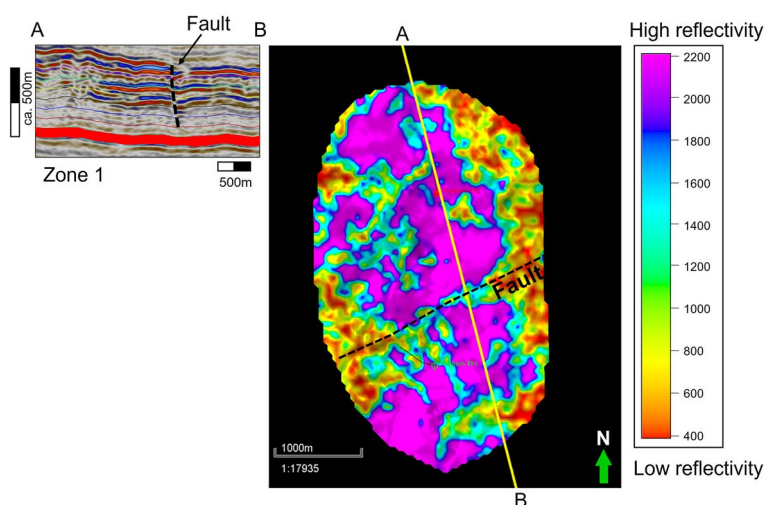 A
Fault
B
ca. 500m
Zone 1
500m
A
Fault
1000m
1:17935
N
B
High reflectivity
2200
2000
1800
1600
1400
1200
1000
800
600
400
Low reflectivity